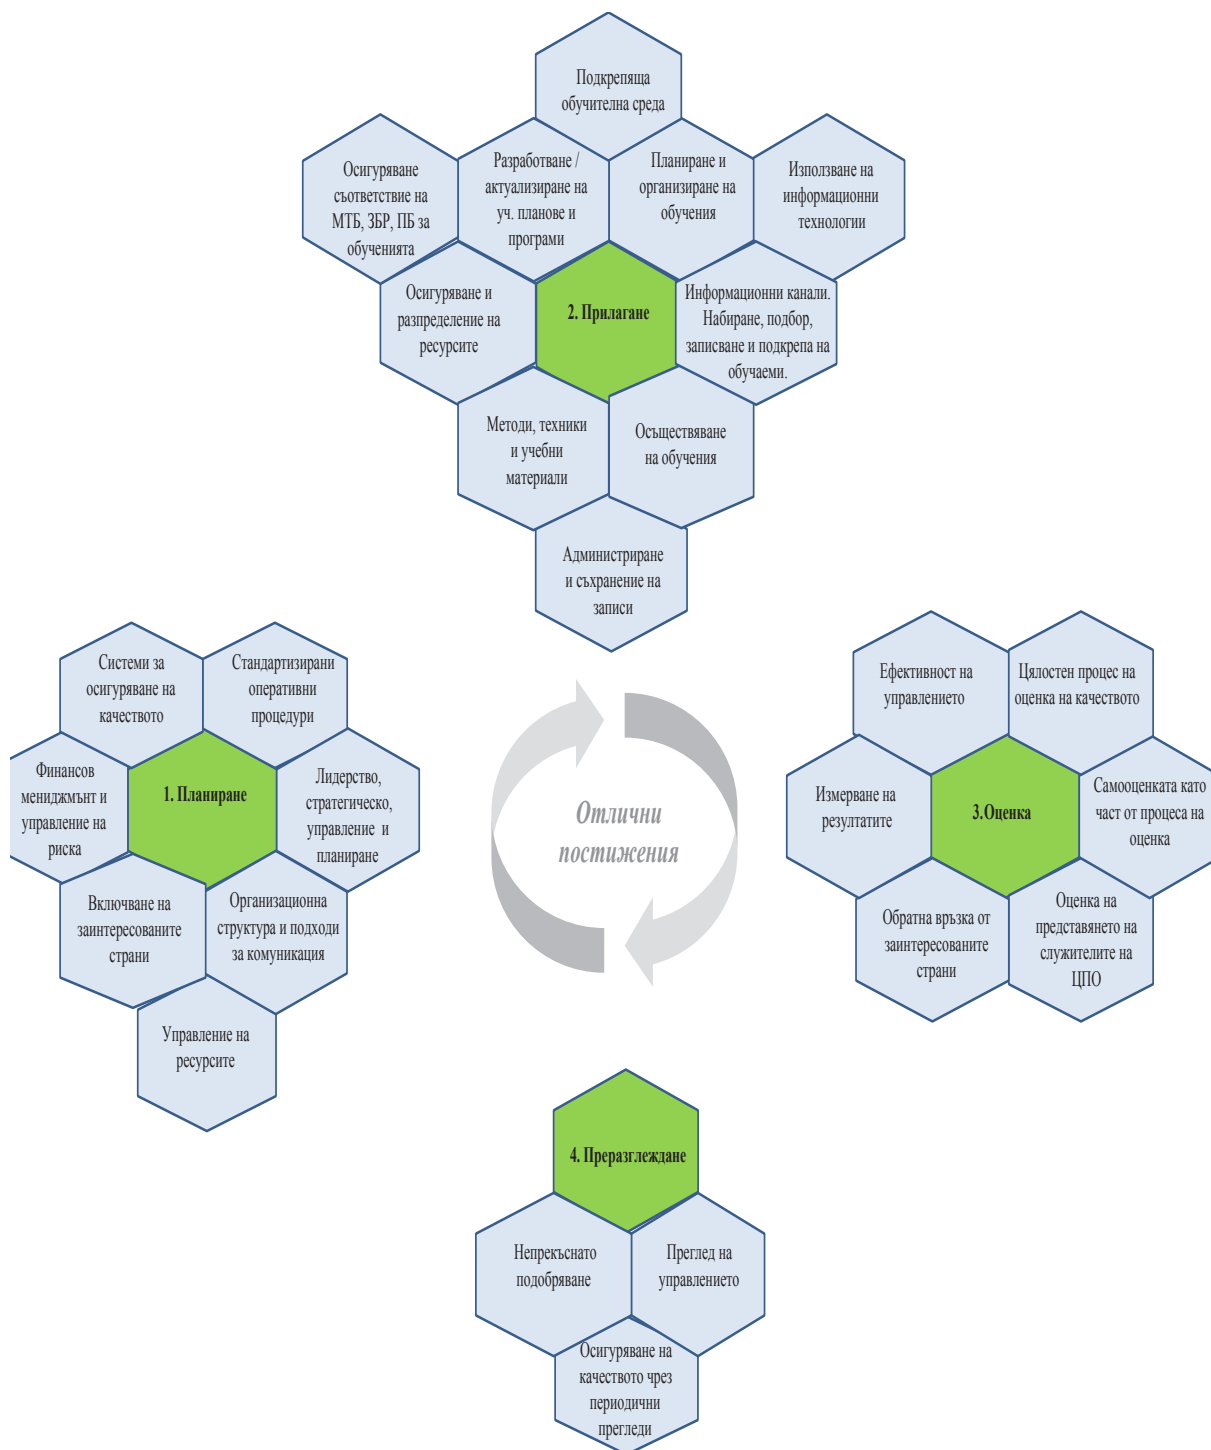 Подкрепяща
обучителна среда
Осигуряване
съответствие на
МТБ, ЗБР, ПБ за
обученията
Разработване /
актуализиране на
уч. планове и
програми
Планиране и
организиране на
обучения
Използване на
информационни
технологии
Осигуряване и
разпределение на
ресурсите
2. Прилагане
Информационни канали.
Набиране, подбор,
записване и подкрепа на
обучаеми.
Методи, техники
и учебни
материали
Осъществяване
на обучения
Администриране
и съхранение на
записи
Системи за
осигуряване на
качеството
Стандартизирани
оперативни
процедури
Финансов
мениджмънт и
управление на
риска
1. Планиране
Лидерство,
стратегическо,
управление и
планиране
Включване на
заинтересованите
страни
Организационна
структура и подходи
за комуникация
Управление на
ресурсите
Отлични
постижения
Ефективност на
управлението
Цялостен процес на
оценка на качеството
Измерване на
резултатите
3.Оценка
Самооценката като
част от процеса на
оценка
Обратна връзка от
заинтересованите
страни
Оценка на
представянето на
служителите на
ЦПО
4. Преразглеждане
Непрекъснато
подобряване
Преглед на
управлението
Осигуряване на
качеството чрез
периодични
прегледи